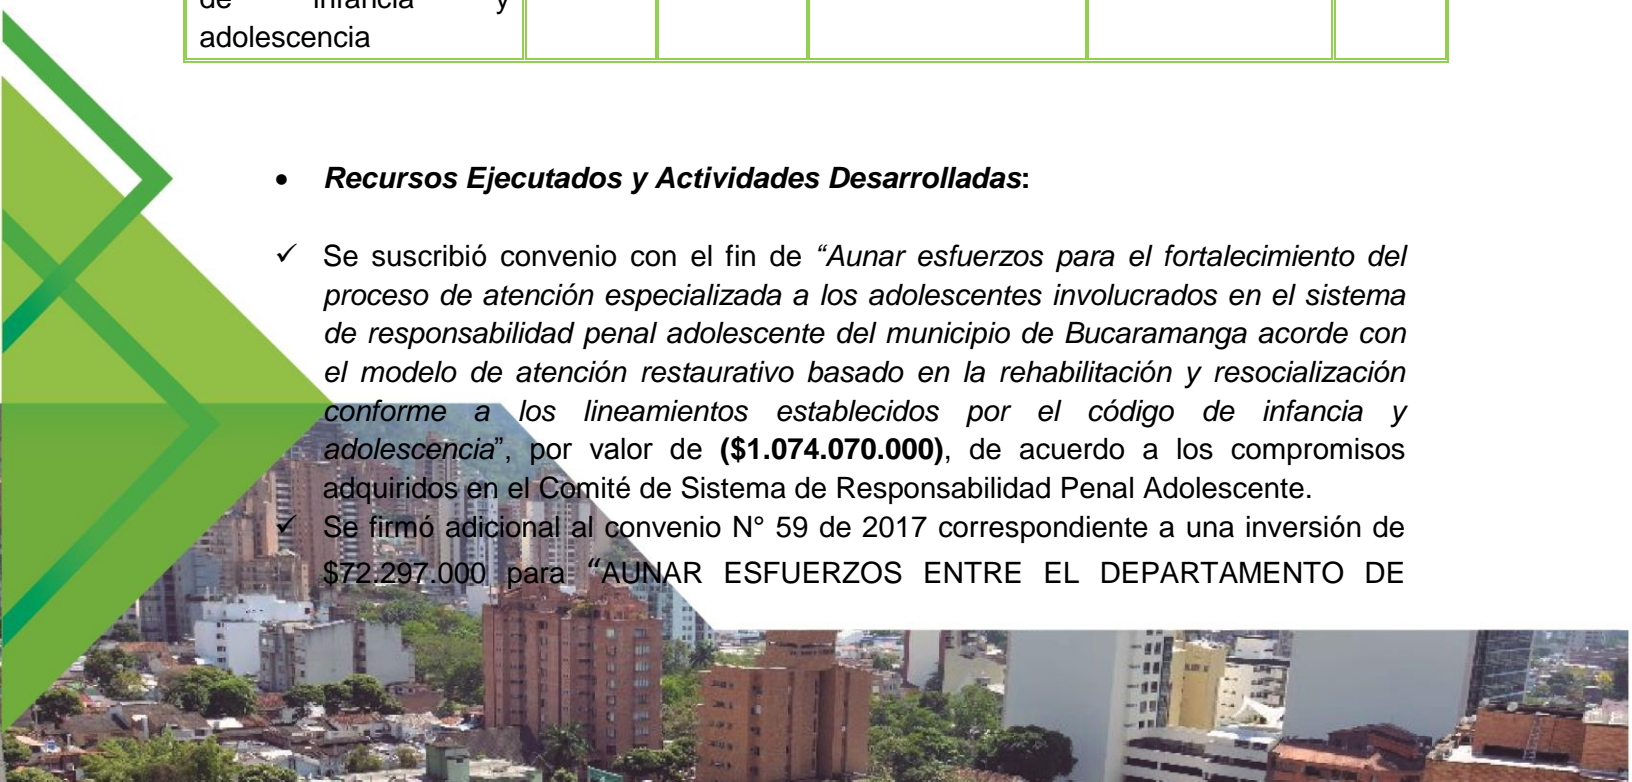 de infancia y
adolescencia
• Recursos Ejecutados y Actividades Desarrolladas:
✓ Se suscribió convenio con el fin de “Aunar esfuerzos para el fortalecimiento del
proceso de atención especializada a los adolescentes involucrados en el sistema
de responsabilidad penal adolescente del municipio de Bucaramanga acorde con
el modelo de atención restaurativo basado en la rehabilitación y resocialización
conforme a los lineamientos establecidos por el código de infancia y
adolescencia”, por valor de ($1.074.070.000), de acuerdo a los compromisos
adquiridos en el Comité de Sistema de Responsabilidad Penal Adolescente.
✓ Se firmó adicional al convenio N° 59 de 2017 correspondiente a una inversión de
$72.297.000 para “AUNAR ESFUERZOS ENTRE EL DEPARTAMENTO DE